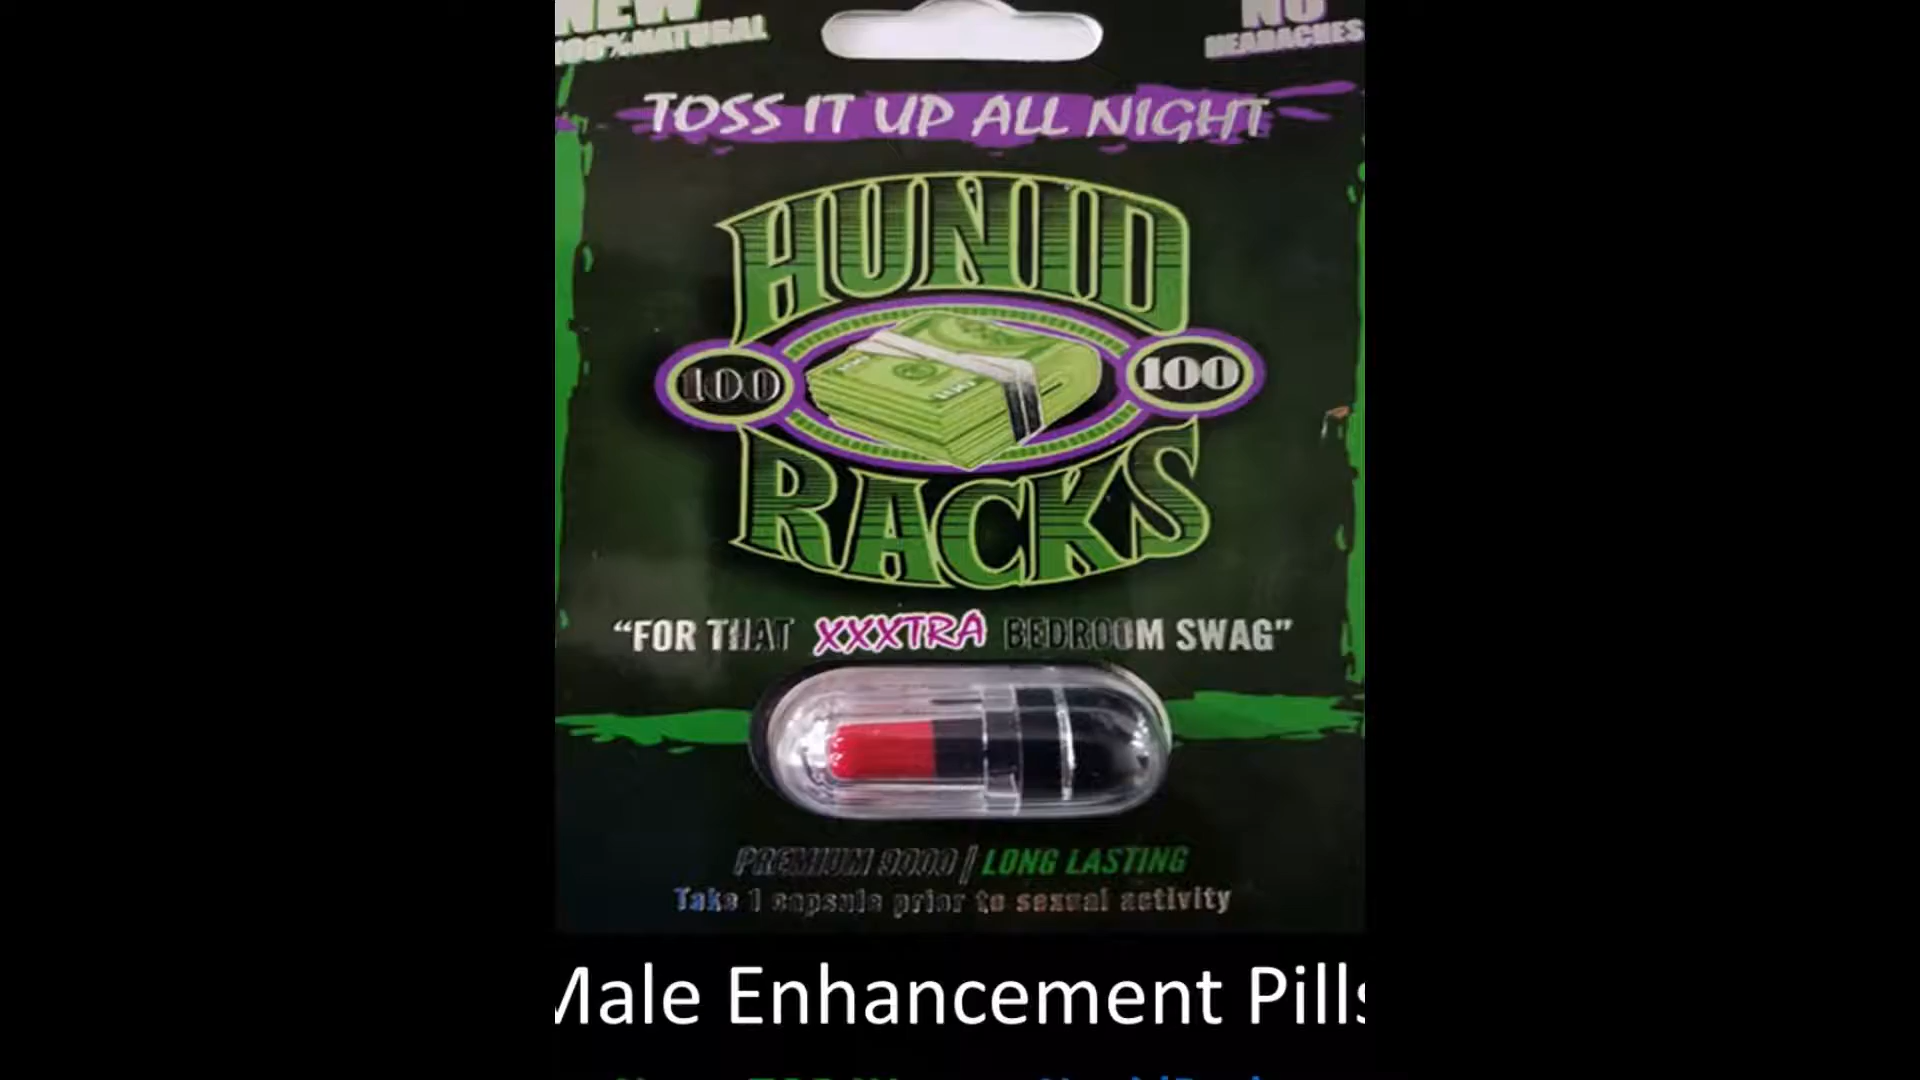 NEW
100% NATURAL
NO
HEADACHES
TOSS IT UP ALL NIGHT
HUNID
100
100
RACKS
"FOR THAT XXXTRA BEDROOM SWAG"
PREMIUM 9000 | LONG LASTING
Take 1 capsule prior to sexual activity
Male Enhancement Pills